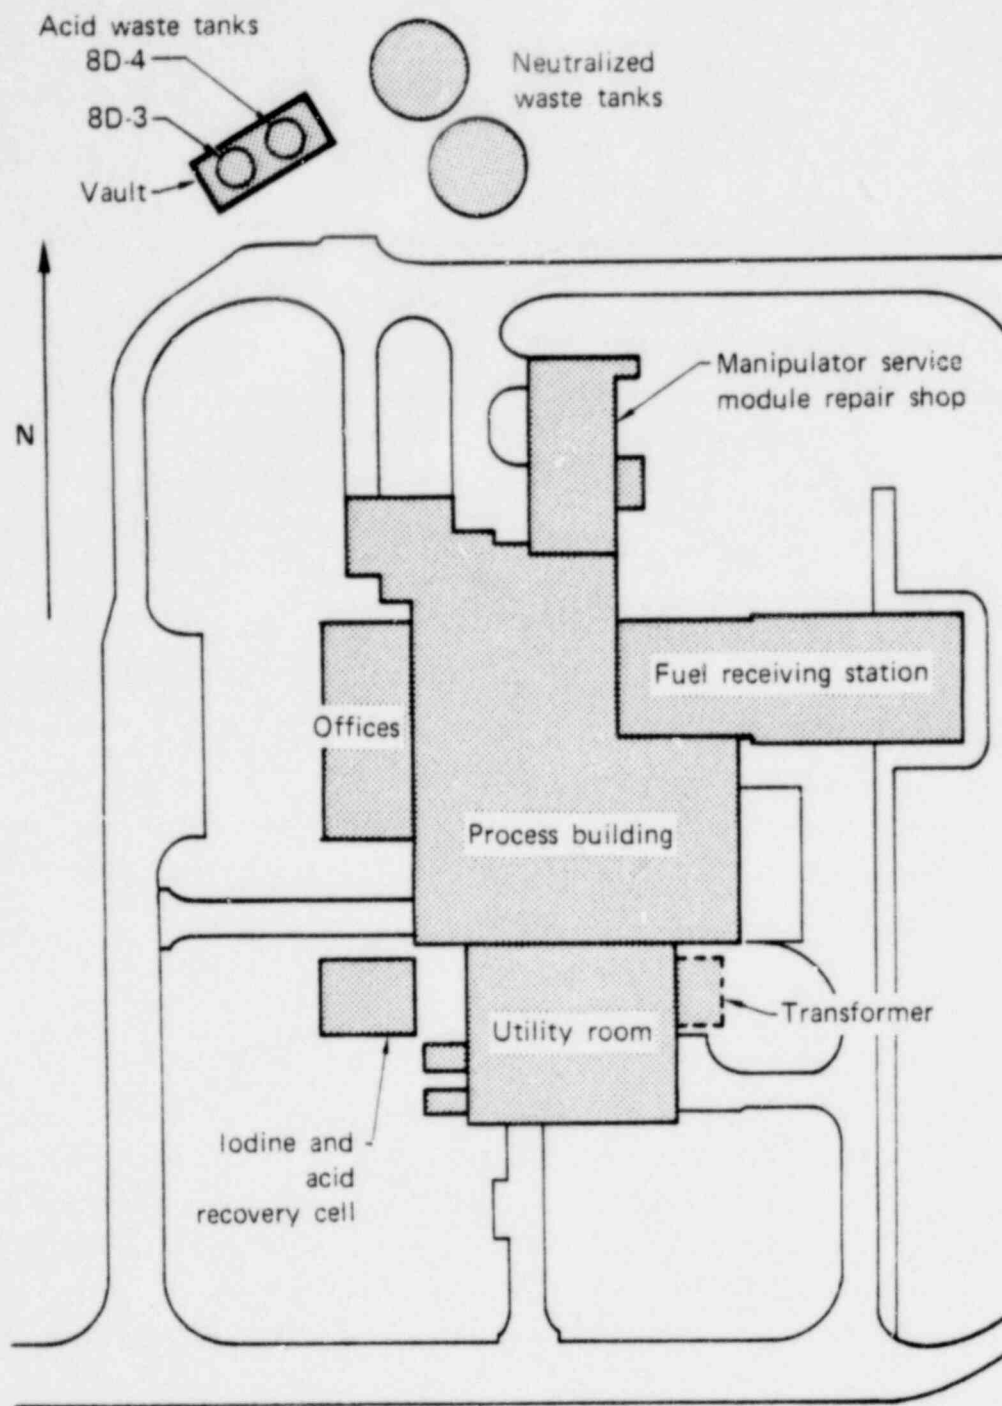 Acid waste tanks
8D-4
8D-3
Vault
Neutralized
waste tanks
N
Manipulator service
module repair shop
Fuel receiving station
Offices
Process building
Utility room
Transformer
Iodine and
acid
recovery cell